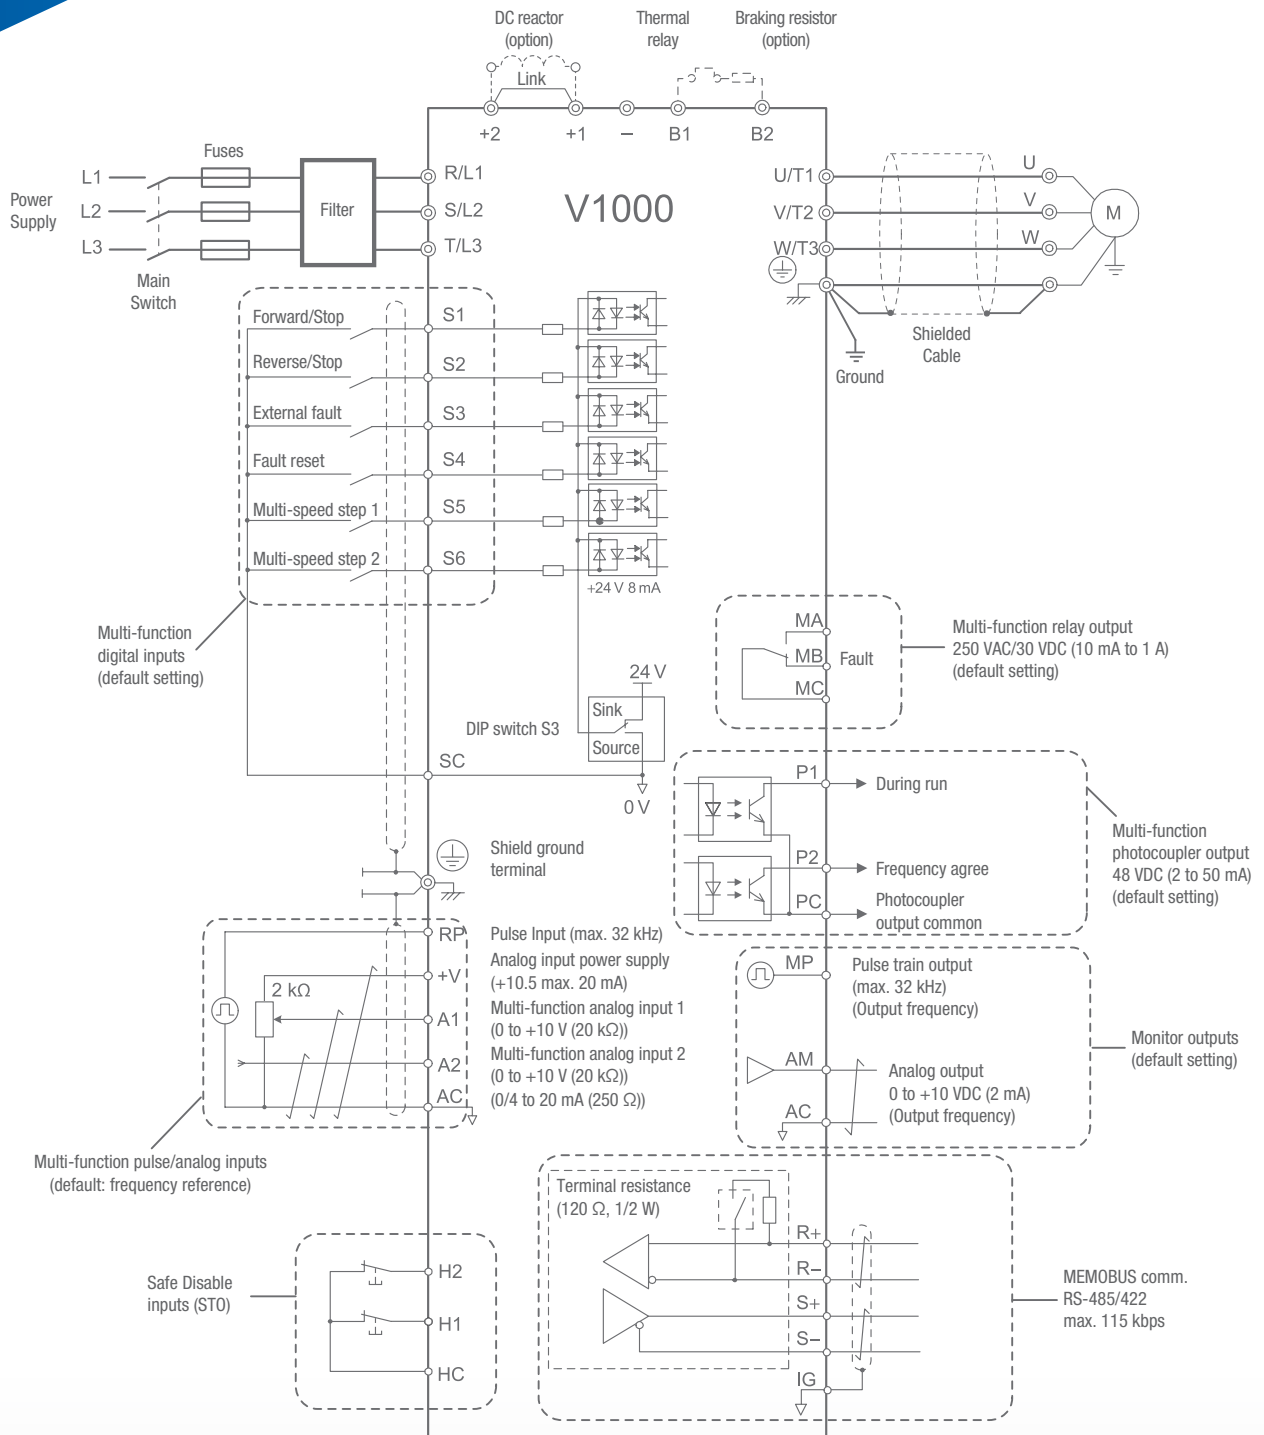 DC reactor
(option)
Thermal
relay
Braking resistor
(option)
Link
+2
+1
−
B1
B2
Fuses
Power
Supply
L1
L2
L3
Main
Switch
Filter
R/L1
S/L2
T/L3
V1000
U/T1
V/T2
W/T3
U
V
W
M
Shielded
Cable
Ground
Forward/Stop
S1
Reverse/Stop
S2
External fault
S3
Fault reset
S4
Multi-speed step 1
S5
Multi-speed step 2
S6
+24 V 8 mA
Multi-function
digital inputs
(default setting)
24 V
Sink
Source
DIP switch S3
SC
0 V
MA
MB
MC
Fault
Multi-function relay output
250 VAC/30 VDC (10 mA to 1 A)
(default setting)
P1
During run
P2
Frequency agree
PC
Photocoupler
output common
Multi-function
photocoupler output
48 VDC (2 to 50 mA)
(default setting)
Shield ground
terminal
RP
Pulse Input (max. 32 kHz)
+V
Analog input power supply
(+10.5 max. 20 mA)
2 kΩ
A1
Multi-function analog input 1
(0 to +10 V (20 kΩ))
A2
Multi-function analog input 2
(0 to +10 V (20 kΩ))
AC
(0/4 to 20 mA (250 Ω))
Multi-function pulse/analog inputs
(default: frequency reference)
MP
Pulse train output
(max. 32 kHz)
(Output frequency)
AM
Analog output
0 to +10 VDC (2 mA)
(Output frequency)
AC
Monitor outputs
(default setting)
Terminal resistance
(120 Ω, 1/2 W)
R+
R−
S+
S−
IG
MEMOBUS comm.
RS-485/422
max. 115 kbps
Safe Disable
inputs (STO)
H2
H1
HC